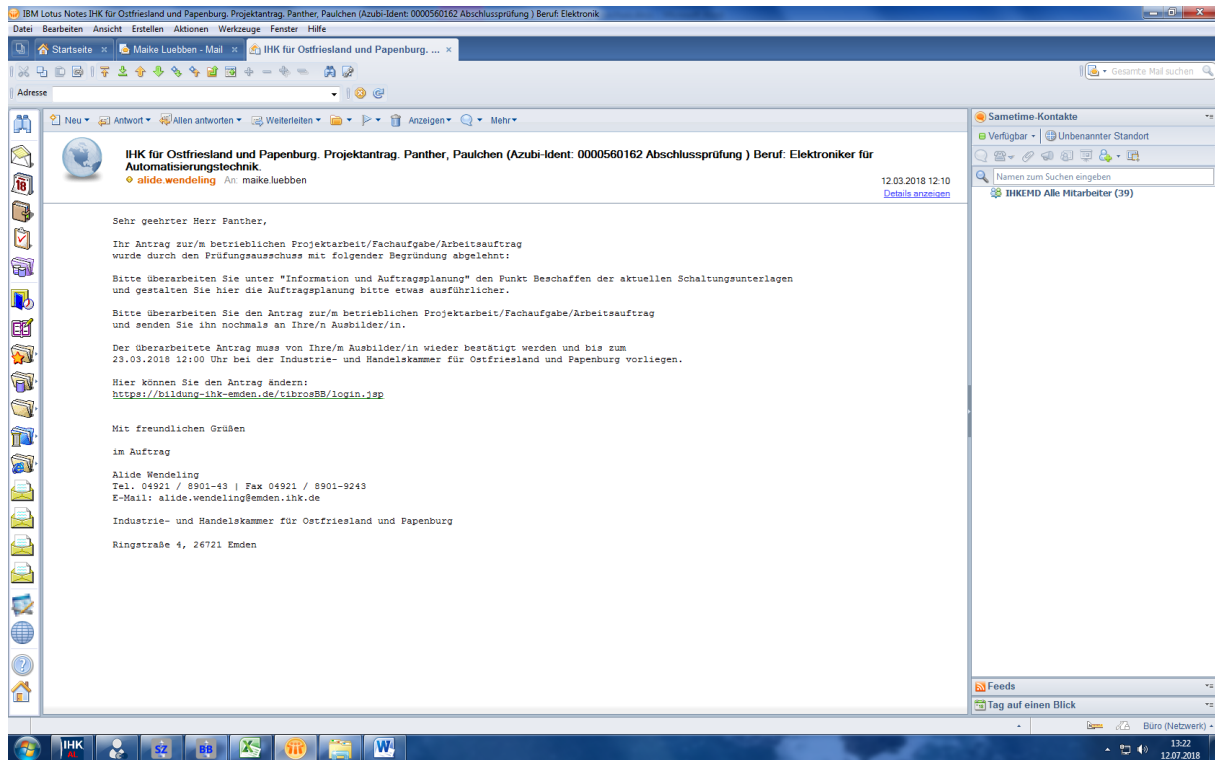 IBM Lotus Notes IHK für Ostfriesland und Papenburg. Projektantrag. Panther, Paulchen (Azubi-Ident: 0000560162 Abschlussprüfung ) Beruf: Elektronik
Datei Bearbeiten Ansicht Erstellen Aktionen Werkzeuge Fenster Hilfe
Startseite × Maike Luebben - Mail × IHK für Ostfriesland und Papenburg. ... ×
Gesamte Mail suchen
Adresse
Neu Antwort Allen antworten Weiterleiten Anzeigen Mehr
IHK für Ostfriesland und Papenburg. Projektantrag. Panther, Paulchen (Azubi-Ident: 0000560162 Abschlussprüfung ) Beruf: Elektroniker für
Automatisierungstechnik.
alide.wendeling An: maike.luebben
12.03.2018 12:10
Details anzeigen
Sehr geehrter Herr Panther,
Ihr Antrag zur/m betrieblichen Projektarbeit/Fachaufgabe/Arbeitsauftrag
wurde durch den Prüfungsausschuss mit folgender Begründung abgelehnt:
Bitte überarbeiten Sie unter "Information und Auftragsplanung" den Punkt Beschaffen der aktuellen Schaltungsunterlagen
und gestalten Sie hier die Auftragsplanung bitte etwas ausführlicher.
Bitte überarbeiten Sie den Antrag zur/m betrieblichen Projektarbeit/Fachaufgabe/Arbeitsauftrag
und senden Sie ihn nochmals an Ihre/n Ausbilder/in.
Der überarbeitete Antrag muss von Ihre/m Ausbilder/in wieder bestätigt werden und bis zum
23.03.2018 12:00 Uhr bei der Industrie- und Handelskammer für Ostfriesland und Papenburg vorliegen.
Hier können Sie den Antrag ändern:
https://bildung-ihk-emden.de/tibrosBB/login.jsp
Mit freundlichen Grüßen
im Auftrag
Alide Wendeling
Tel. 04921 / 8901-43 | Fax 04921 / 8901-9243
E-Mail: alide.wendeling@emden.ihk.de
Industrie- und Handelskammer für Ostfriesland und Papenburg
Ringstraße 4, 26721 Emden
Sametime-Kontakte
Verfügbar Unbenannter Standort
Namen zum Suchen eingeben
IHKEMD Alle Mitarbeiter (39)
Feeds
Tag auf einen Blick
Büro (Netzwerk)
18
IHK
AL
SZ
BB
W
13:22
12.07.2018